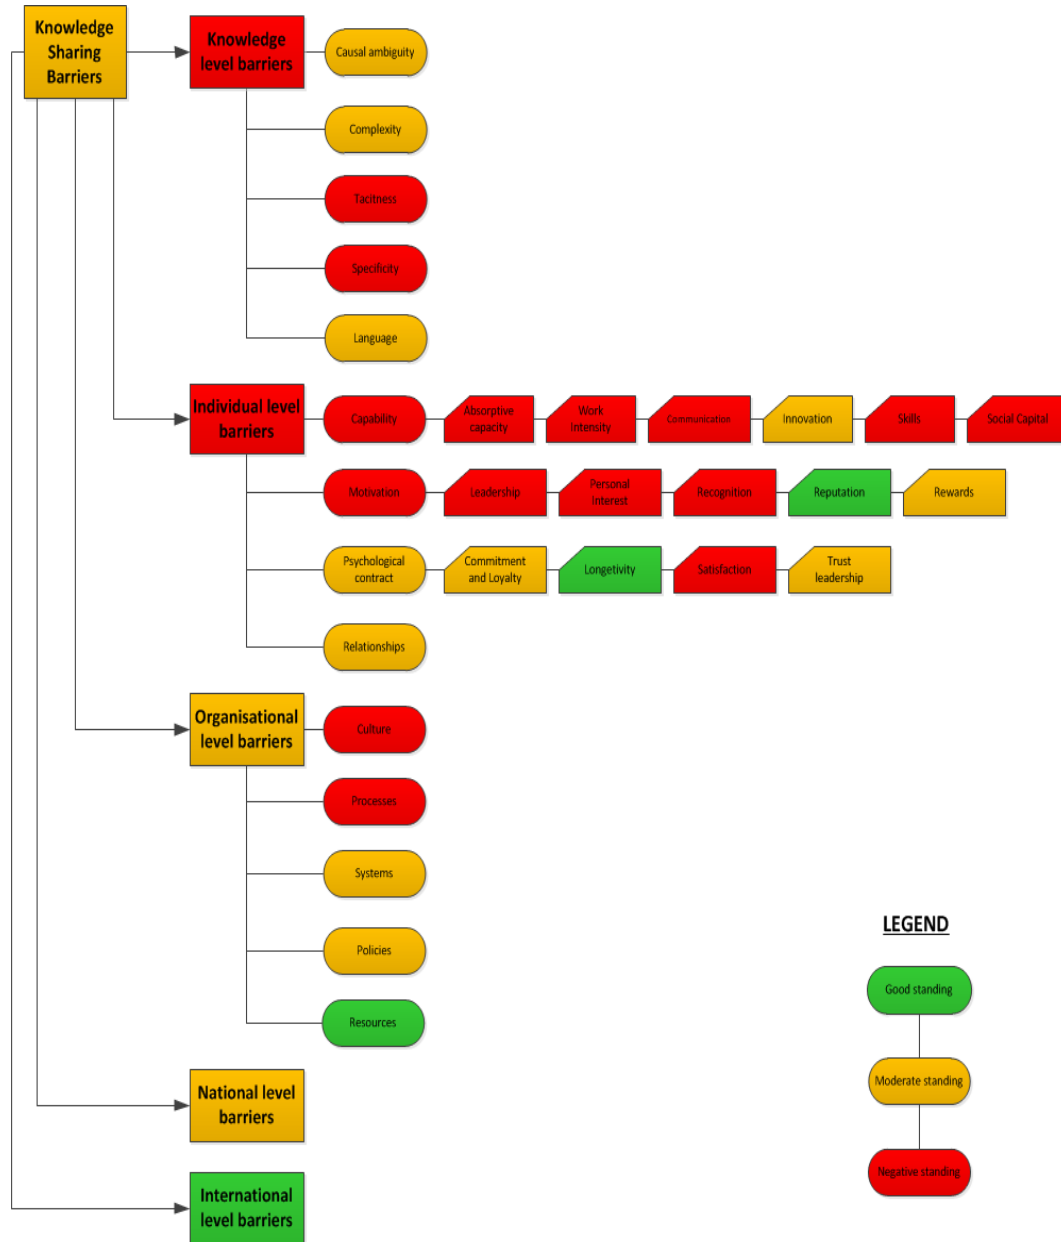 Knowledge
Sharing
Barriers
Knowledge
level barriers
Causal ambiguity
Complexity
Tacitness
Specificity
Language
Individual level
barriers
Capability
Absorptive
capacity
Work
Intensity
Communication
Innovation
Skills
Social Capital
Motivation
Leadership
Personal
Interest
Recognition
Reputation
Rewards
Psychological
contract
Commitment
and Loyalty
Longetivity
Satisfaction
Trust
leadership
Relationships
Organisational
level barriers
Culture
Processes
Systems
Policies
Resources
National level
barriers
International
level barriers
LEGEND
Good standing
Moderate standing
Negative standing